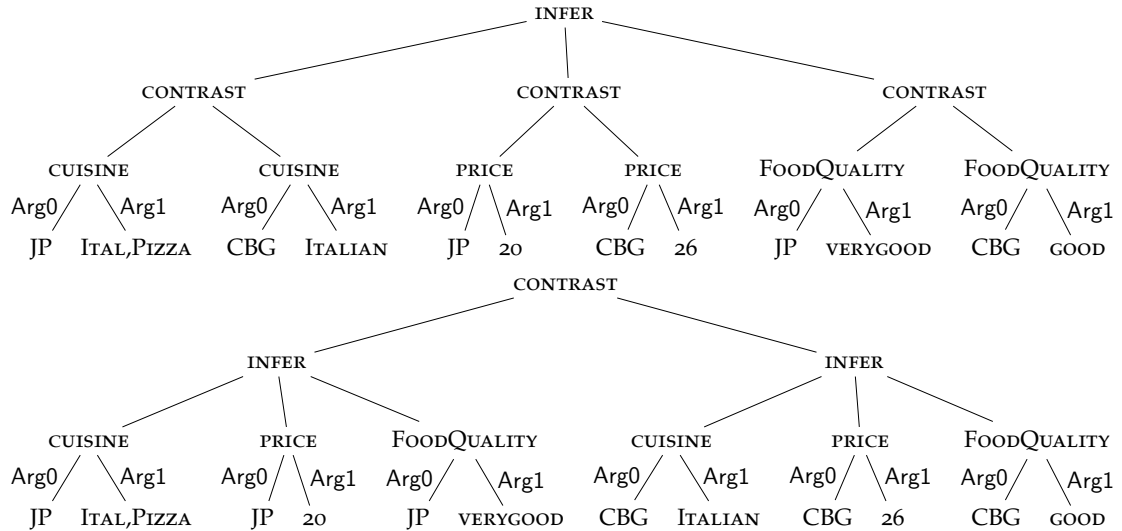 INFER
CONTRAST CONTRAST CONTRAST
CUISINE CUISINE PRICE PRICE FOODQUALITY FOODQUALITY
Arg0 Arg1 Arg0 Arg1 Arg0 Arg1 Arg0 Arg1 Arg0 Arg1 Arg0 Arg1
JP ITAL,PIZZA CBG ITALIAN JP 20 CBG 26 JP VERYGOOD CBG GOOD
CONTRAST
INFER INFER
CUISINE PRICE FOODQUALITY CUISINE PRICE FOODQUALITY
Arg0 Arg1 Arg0 Arg1 Arg0 Arg1 Arg0 Arg1 Arg0 Arg1 Arg0 Arg1
JP ITAL,PIZZA JP 20 JP VERYGOOD CBG ITALIAN CBG 26 CBG GOOD